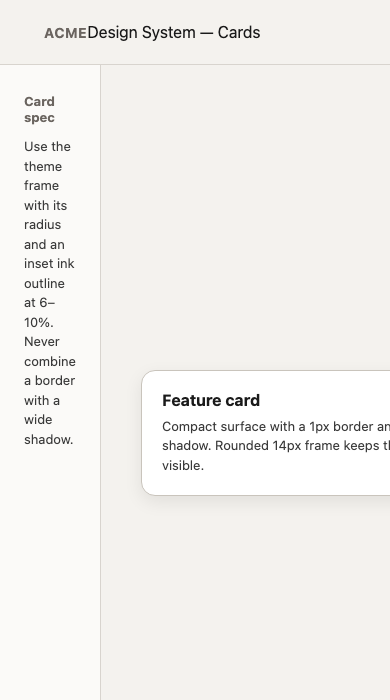 ACME Design System — Cards
Card
spec
Use the
theme
frame
with its
radius
and an
inset ink
outline
at 6–
10%.
Never
combine
a border
with a
wide
shadow.
Feature card
Compact surface with a 1px border an
shadow. Rounded 14px frame keeps
visible.